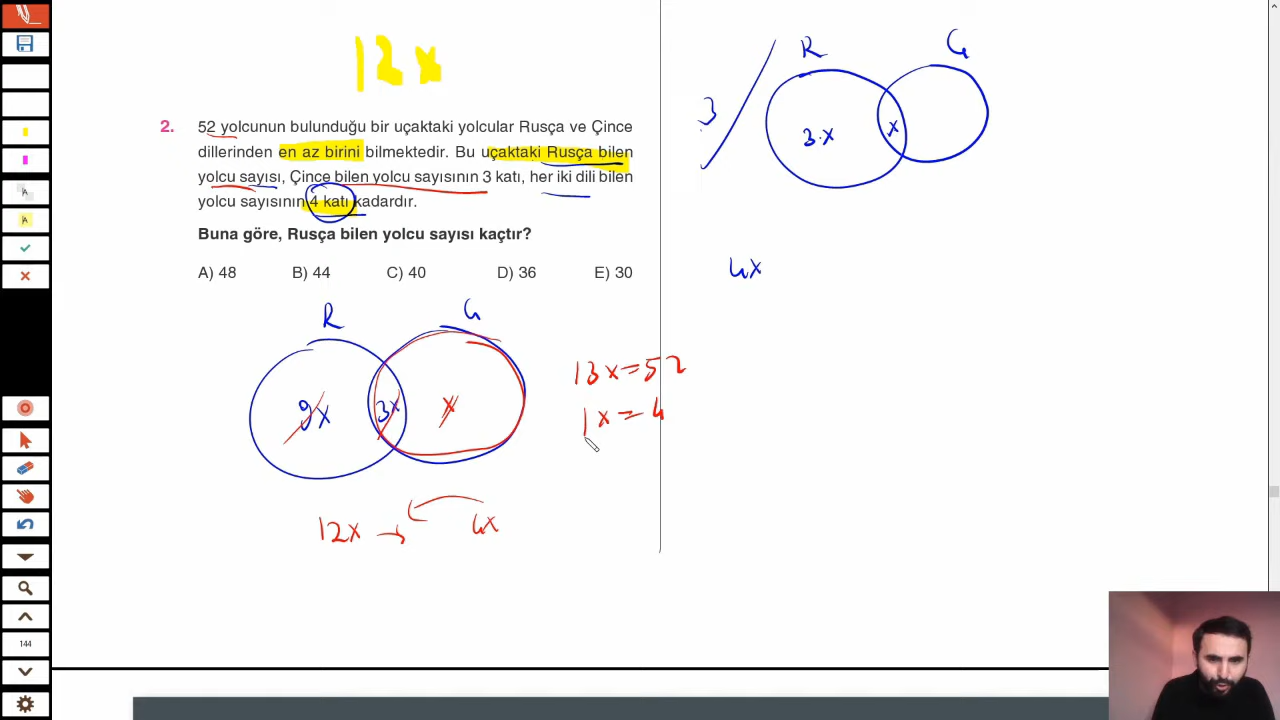 12x
2. 52 yolcunun bulunduğu bir uçaktaki yolcular Rusça ve Çince
dillerinden en az birini bilmektedir. Bu uçaktaki Rusça bilen
yolcu sayısı, Çince bilen yolcu sayısının 3 katı, her iki dili bilen
yolcu sayısının 4 katı kadardır.
Buna göre, Rusça bilen yolcu sayısı kaçtır?
A) 48 B) 44 C) 40 D) 36 E) 30
R
9x 3x x
13x=52
1x=4
12x 4x
3
R
3x x
4x
A
A
144